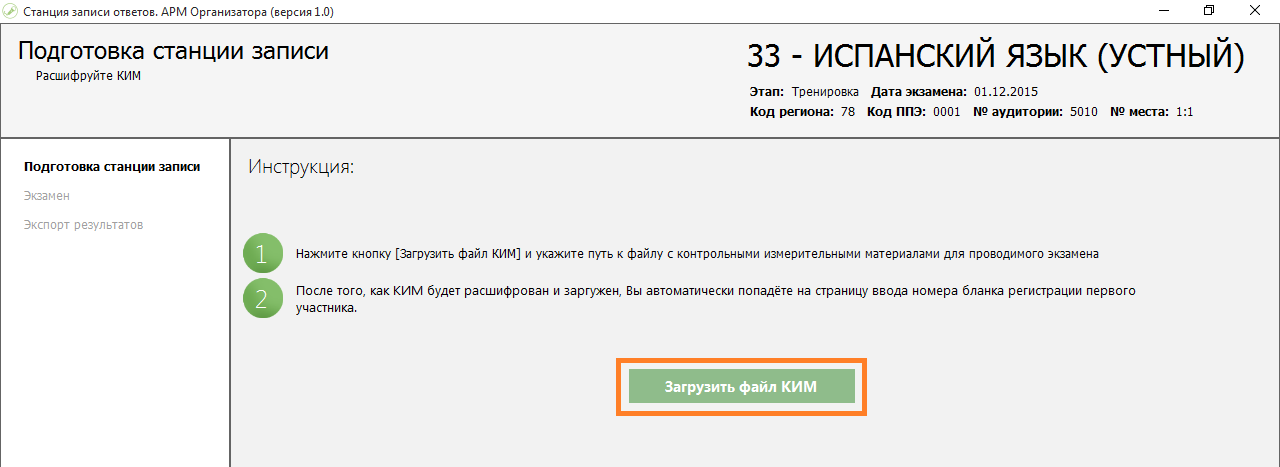 Станция записи ответов. АРМ Организатора (версия 1.0)
Подготовка станции записи
Расшифруйте КИМ
33 - ИСПАНСКИЙ ЯЗЫК (УСТНЫЙ)
Этап: Тренировка Дата экзамена: 01.12.2015
Код региона: 78 Код ППЭ: 0001 № аудитории: 5010 № места: 1:1
Подготовка станции записи
Экзамен
Экспорт результатов
Инструкция:
1 Нажмите кнопку [Загрузить файл КИМ] и укажите путь к файлу с контрольными измерительными материалами для проводимого экзамена
2 После того, как КИМ будет расшифрован и заргужен, Вы автоматически попадёте на страницу ввода номера бланка регистрации первого
участника.
Загрузить файл КИМ